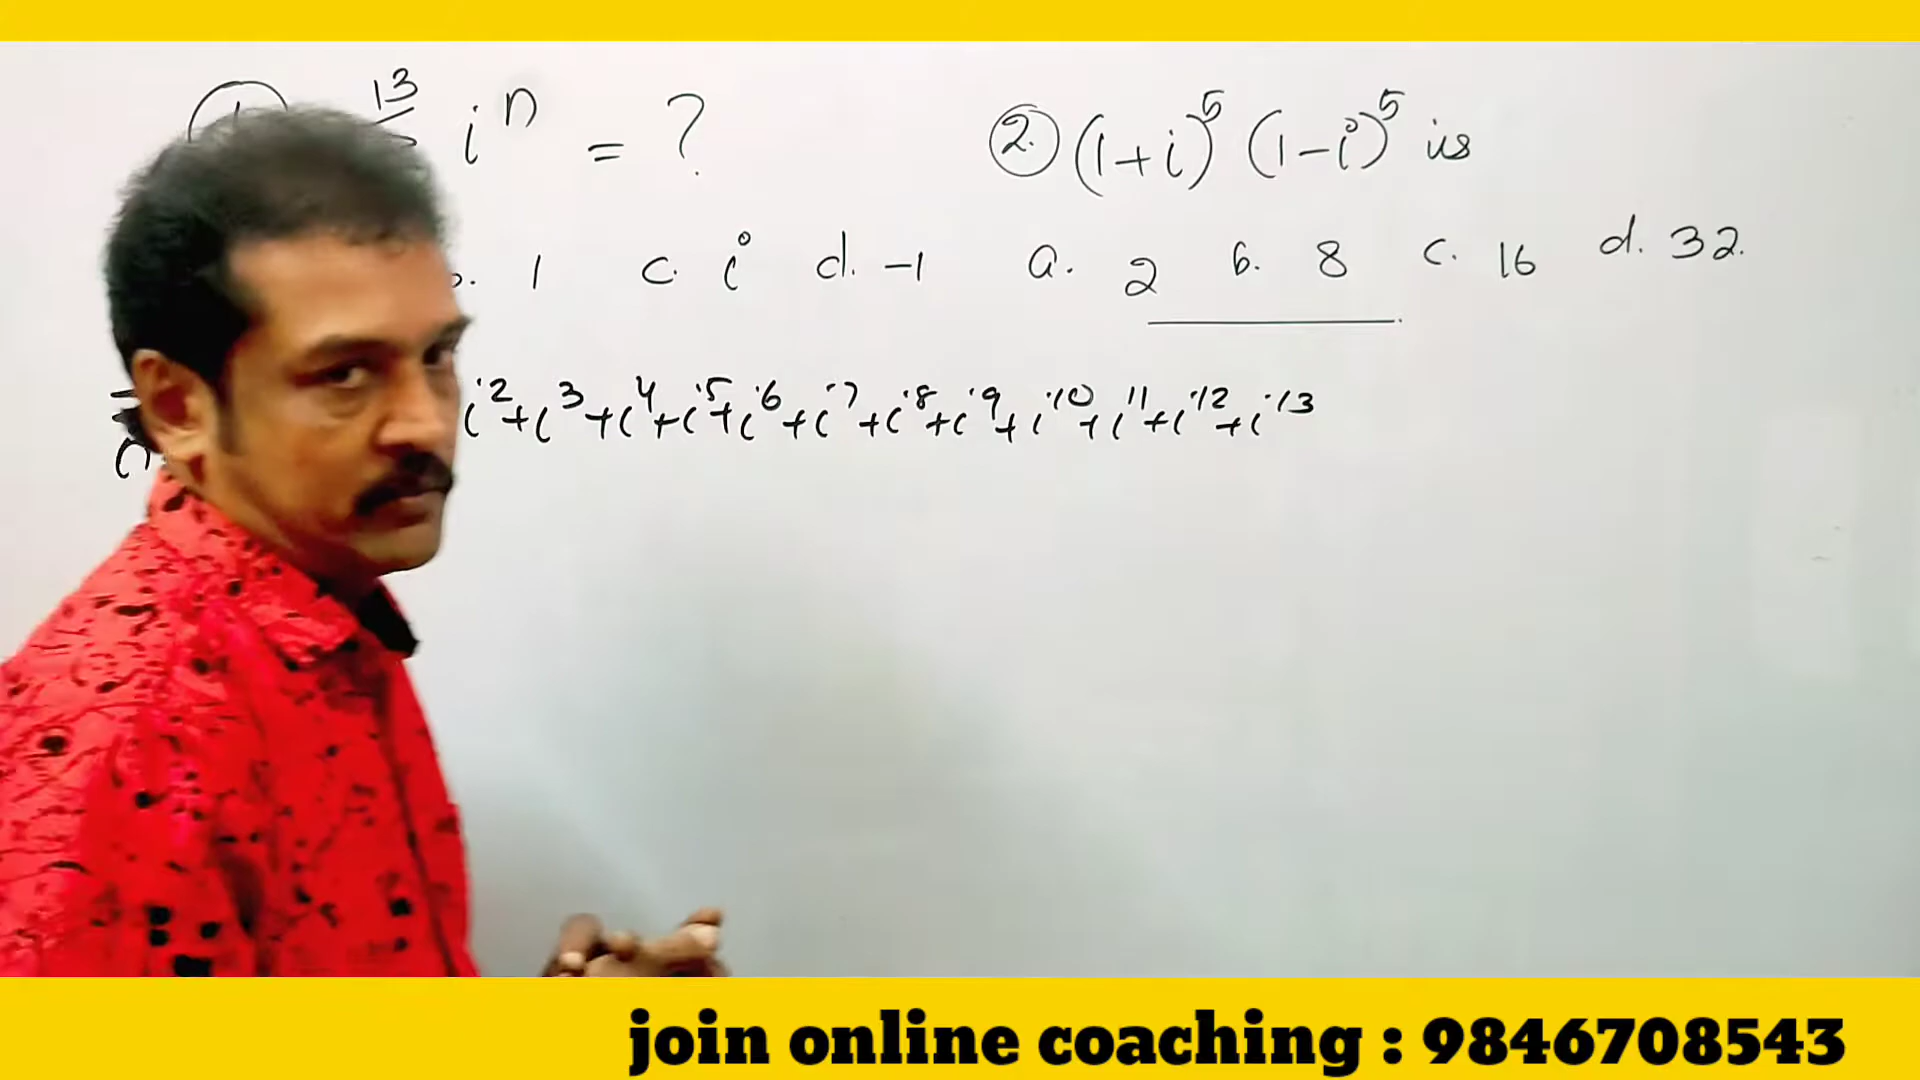 13
i^n = ?
② (1+i)^5 (1-i)^5 is
. 1 c. i d. -1
a. 2 b. 8 c. 16 d. 32.
i^2+i^3+i^4+i^5+i^6+i^7+i^8+i^9+i^10+i^11+i^12+i^13
join online coaching : 9846708543